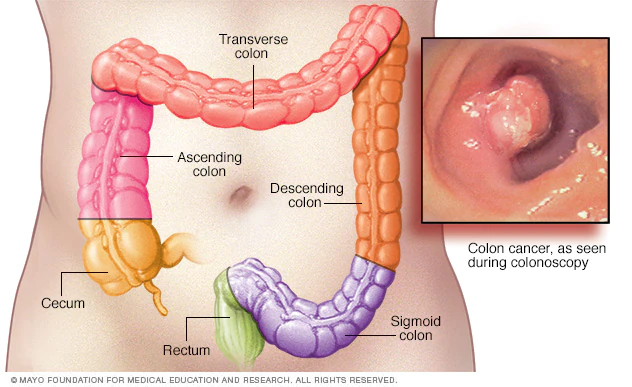 Transverse
colon
Ascending
colon
Descending
colon
Colon cancer, as seen
during colonoscopy
Cecum
Sigmoid
colon
Rectum
© MAYO FOUNDATION FOR MEDICAL EDUCATION AND RESEARCH. ALL RIGHTS RESERVED.